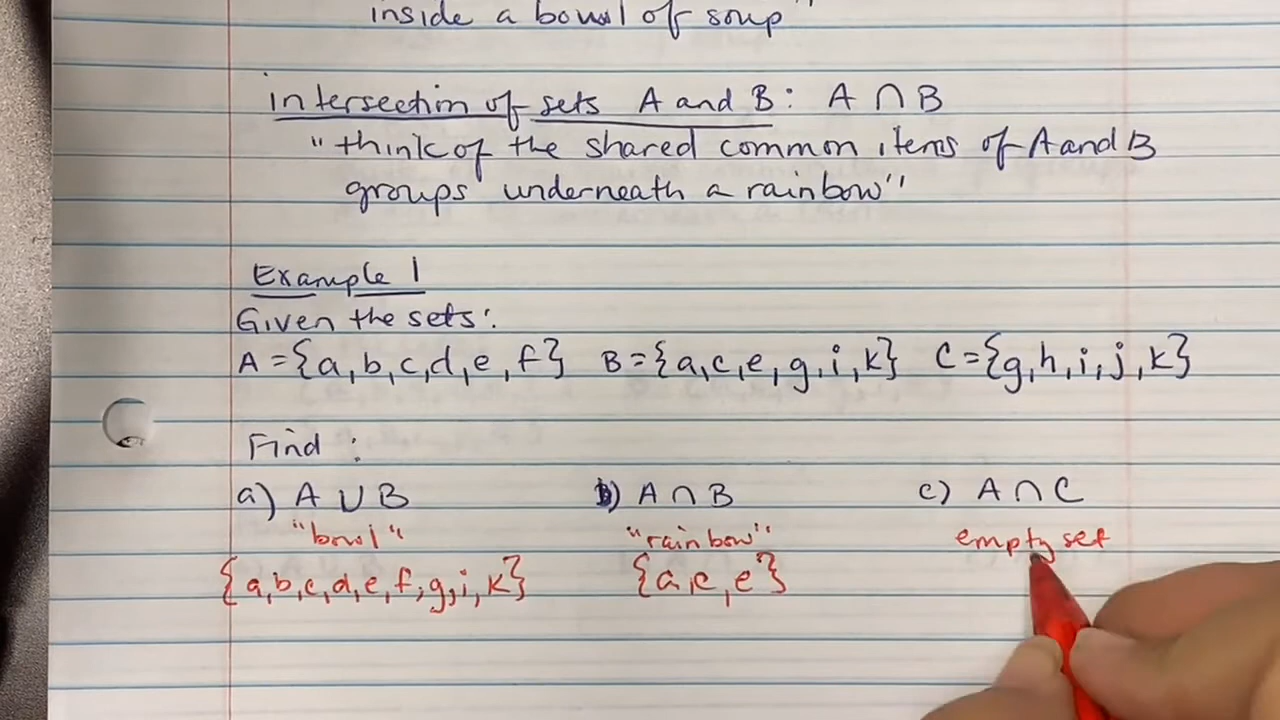 inside a bowl of soup"
intersection of sets A and B: A ∩ B
"think of the shared common items of A and B
groups underneath a rainbow"
Example 1
Given the sets:
A = {a, b, c, d, e, f} B = {a, c, e, g, i, k} C = {g, h, i, j, k}
Find:
a) A ∪ B b) A ∩ B c) A ∩ C
"bowl" "rainbow" empty set
{a, b, c, d, e, f, g, i, k} {a, c, e}